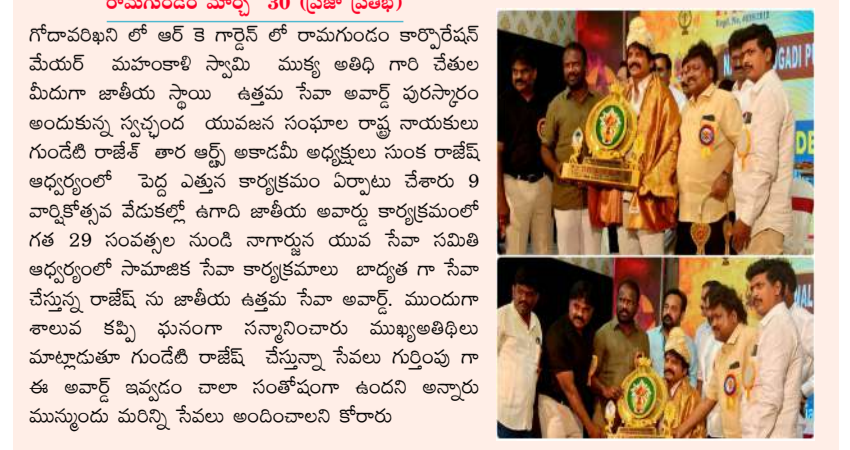 రామగుండం మార్చి 30 (ప్రజా ప్రతిభ)
గోదావరిఖని లో ఆర్ కె గార్డెన్ లో రామగుండం కార్పొరేషన్
మేయర్ మహంకాళి స్వామి ముక్య అతిధి గారి చేతుల
మీదుగా జాతీయ స్థాయి ఉత్తమ సేవా అవార్డ్ పురస్కారం
అందుకున్న స్వచ్ఛంద యువజన సంఘాల రాష్ట్ర నాయకులు
గుండేటి రాజేశ్ తార ఆర్ట్స్ అకాడమీ అధ్యక్షులు సుంక రాజేష్
ఆధ్వర్యంలో పెద్ద ఎత్తున కార్యక్రమం ఏర్పాటు చేశారు 9
వార్షికోత్సవ వేడుకల్లో ఉగాది జాతీయ అవార్డు కార్యక్రమంలో
గత 29 సంవత్సల నుండి నాగార్జున యువ సేవా సమితి
ఆధ్వర్యంలో సామాజిక సేవా కార్యక్రమాలు బాద్యత గా సేవా
చేస్తున్న రాజేష్ ను జాతీయ ఉత్తమ సేవా అవార్డ్. ముందుగా
శాలువ కప్పి ఘనంగా సన్మానించారు ముఖ్యఅతిథిలు
మాట్లాడుతూ గుండేటి రాజేష్ చేస్తున్నా సేవలు గుర్తింపు గా
ఈ అవార్డ్ ఇవ్వడం చాలా సంతోషంగా ఉందని అన్నారు
మున్ముందు మరిన్ని సేవలు అందించాలని కోరారు